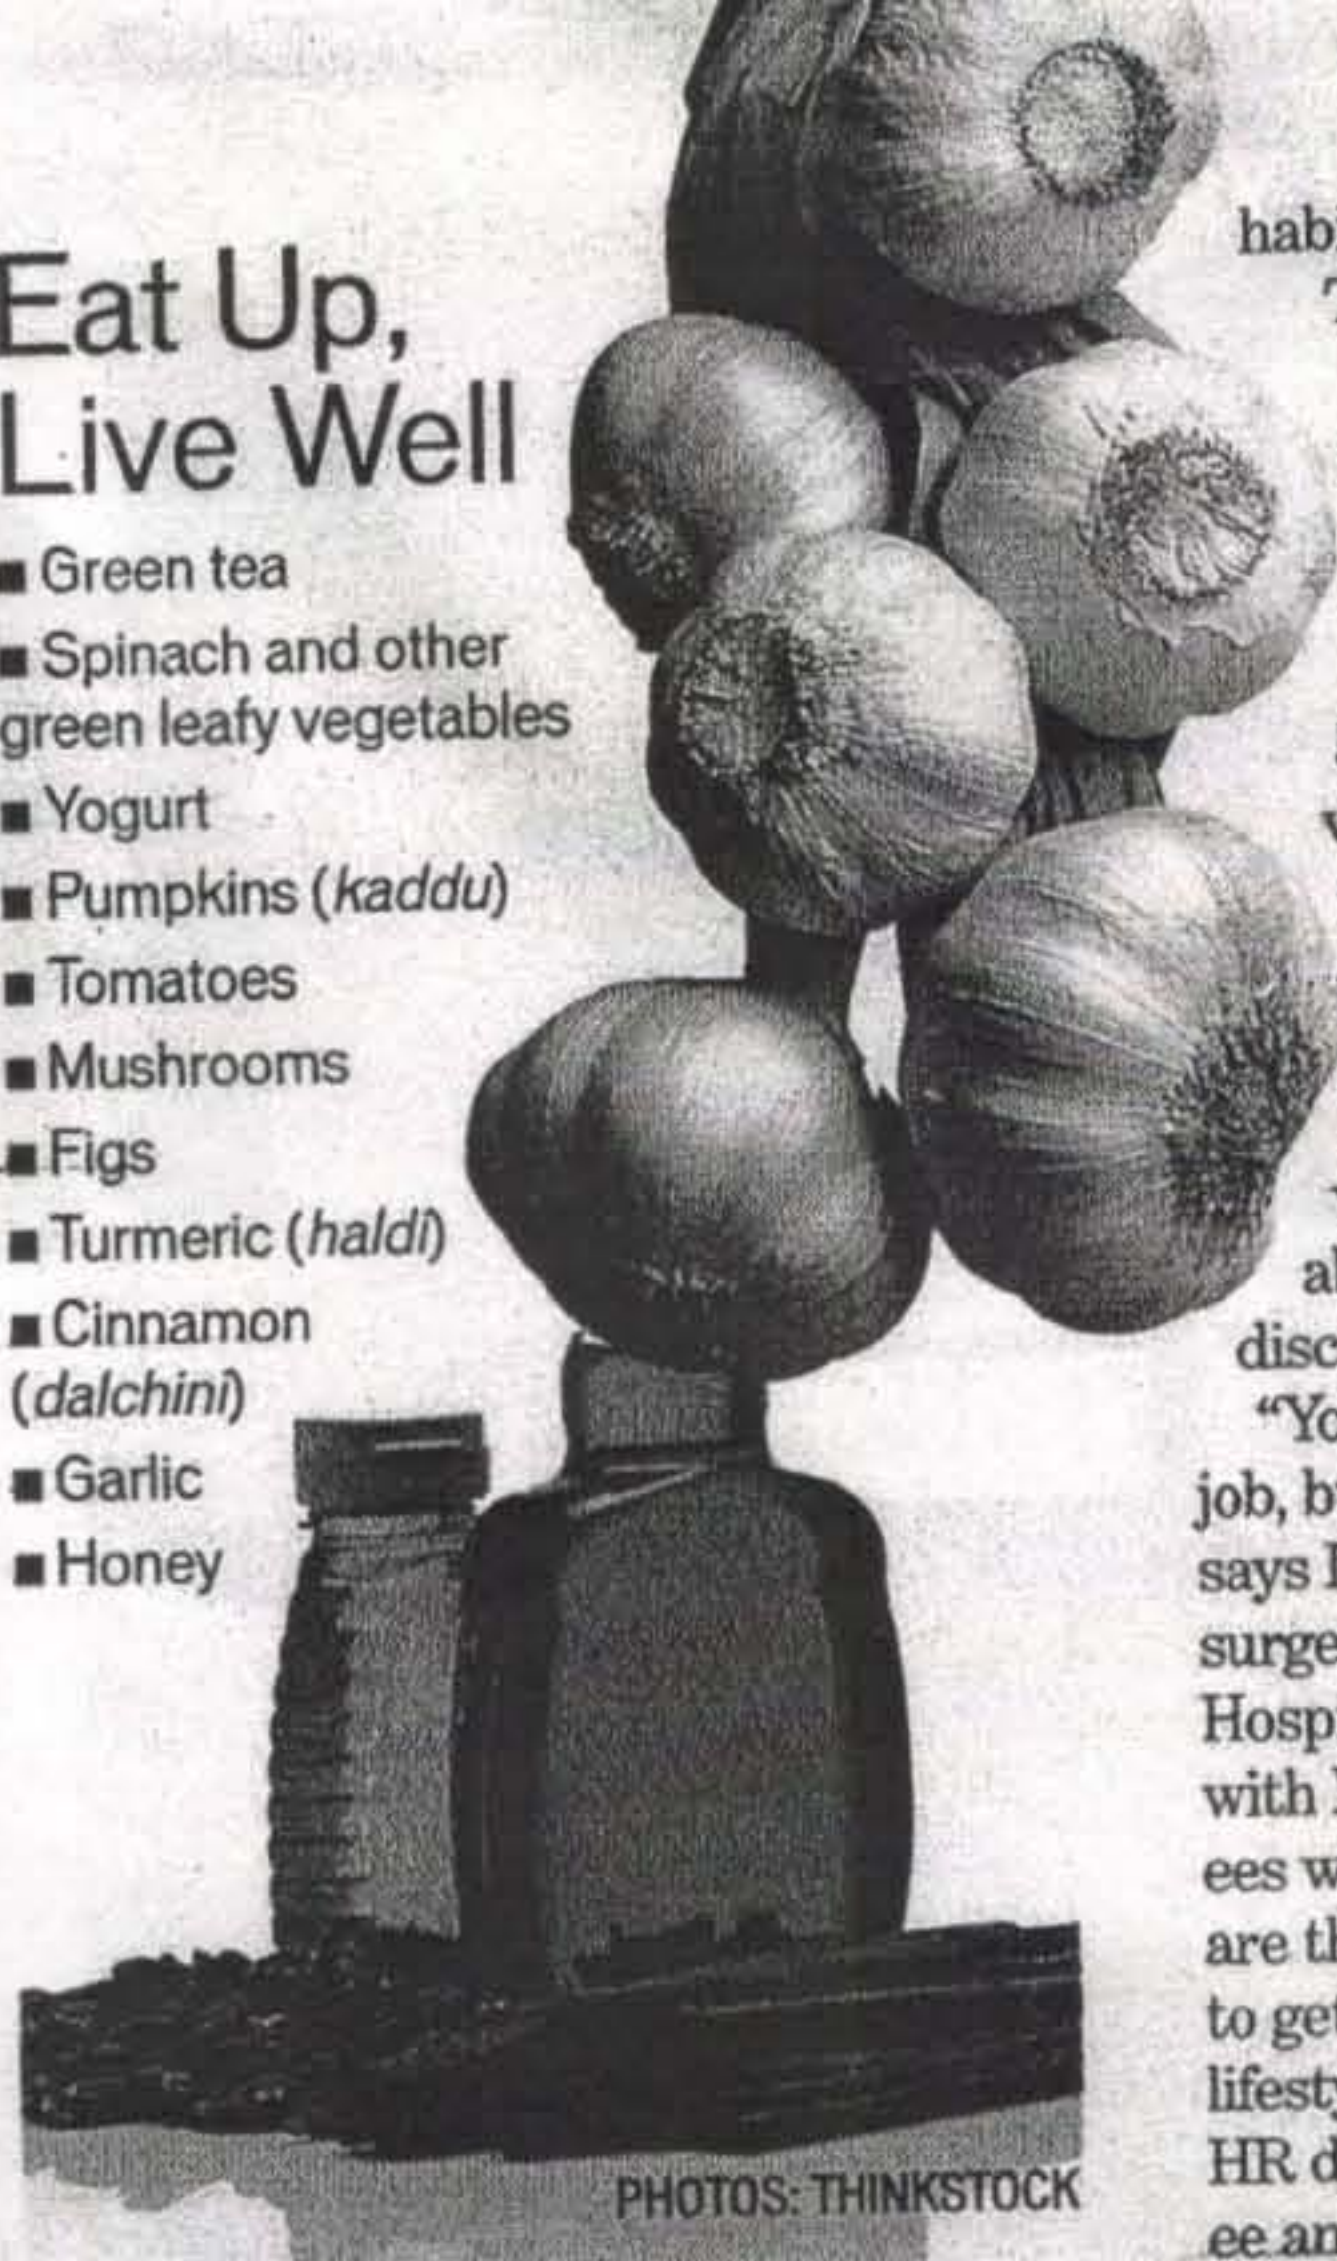 Eat Up,
Live Well
■ Green tea
■ Spinach and other
green leafy vegetables
■ Yogurt
■ Pumpkins (kaddu)
■ Tomatoes
■ Mushrooms
■ Figs
■ Turmeric (haldi)
■ Cinnamon
(dalchini)
■ Garlic
■ Honey
PHOTOS: THINKSTOCK
job,
says
with
are
to
HR